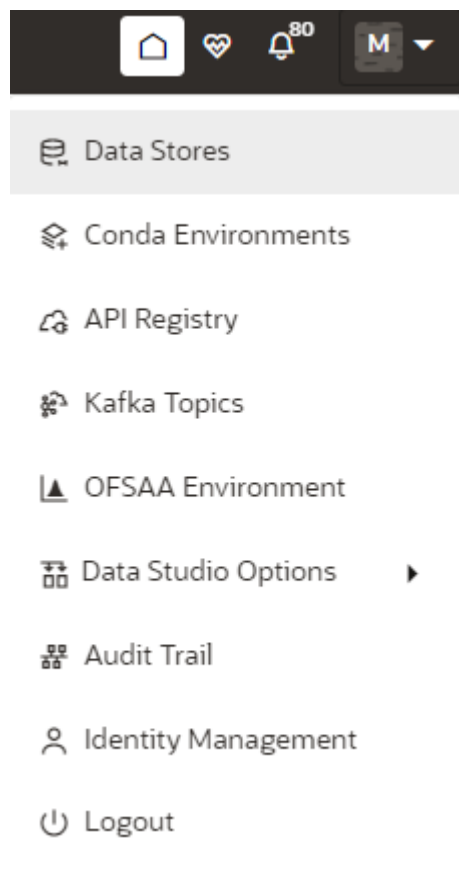 80
M
Data Stores
Conda Environments
API Registry
Kafka Topics
OFSAA Environment
Data Studio Options
Audit Trail
Identity Management
Logout